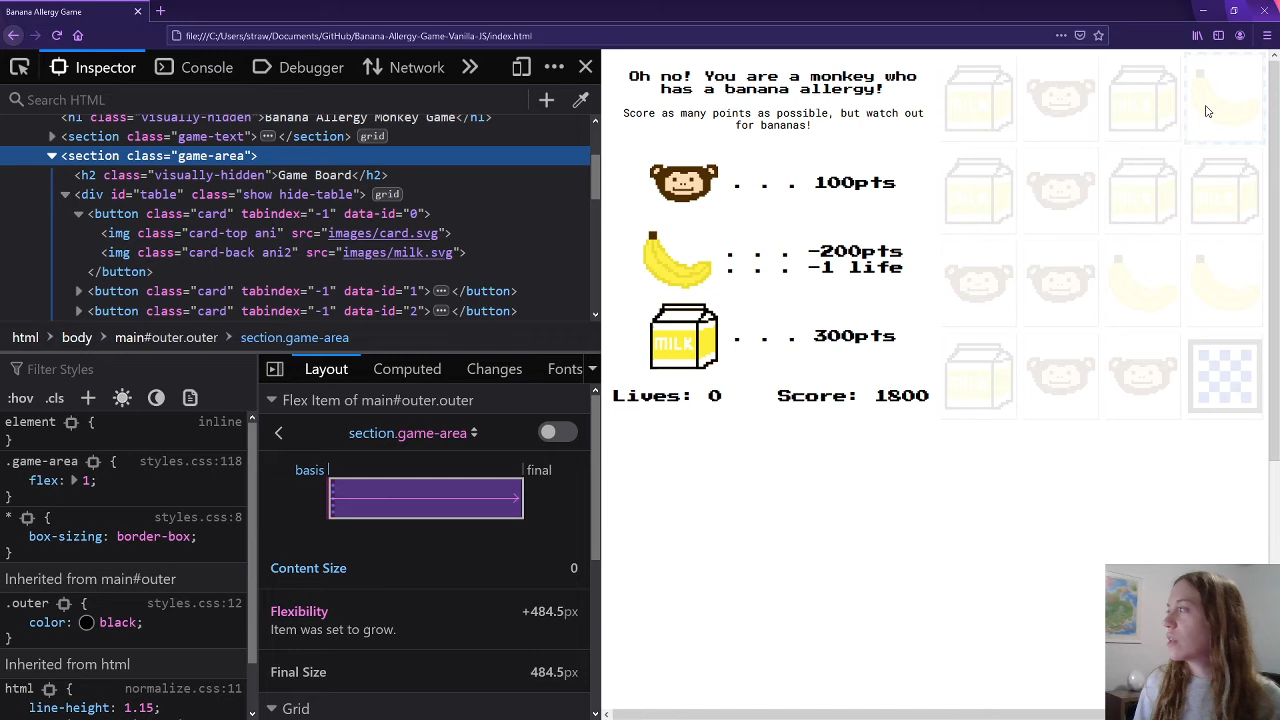 Banana Allergy Game
file:///C:/Users/straw/Documents/GitHub/Banana-Allergy-Game-Vanilla-JS/index.html
Inspector
Console
Debugger
Network
Search HTML
<h1 class="visually-hidden">Banana Allergy Monkey Game</h1>
<section class="game-text"></section> grid
<section class="game-area">
<h2 class="visually-hidden">Game Board</h2>
<div id="table" class="show hide-table"> grid
<button class="card" tabindex="-1" data-id="0">
<img class="card-top ani" src="images/card.svg">
<img class="card-back ani2" src="images/milk.svg">
</button>
<button class="card" tabindex="-1" data-id="1"></button>
<button class="card" tabindex="-1" data-id="2"></button>
html
body
main#outer.outer
section.game-area
Filter Styles
:hov .cls
element { inline
}
.game-area { styles.css:118
flex: 1;
}
* { styles.css:8
box-sizing: border-box;
}
Inherited from main#outer
.outer { styles.css:12
color: black;
}
Inherited from html
html { normalize.css:11
line-height: 1.15;
Layout
Computed
Changes
Fonts
Flex Item of main#outer.outer
section.game-area
basis
final
Content Size 0
Flexibility +484.5px
Item was set to grow.
Final Size 484.5px
Grid
Oh no! You are a monkey who
has a banana allergy!
Score as many points as possible, but watch out
for bananas!
. . . 100pts
. . . -200pts
. . . -1 life
MILK
. . . 300pts
Lives: 0
Score: 1800
MILK
MILK
MILK
MILK
MILK
MILK